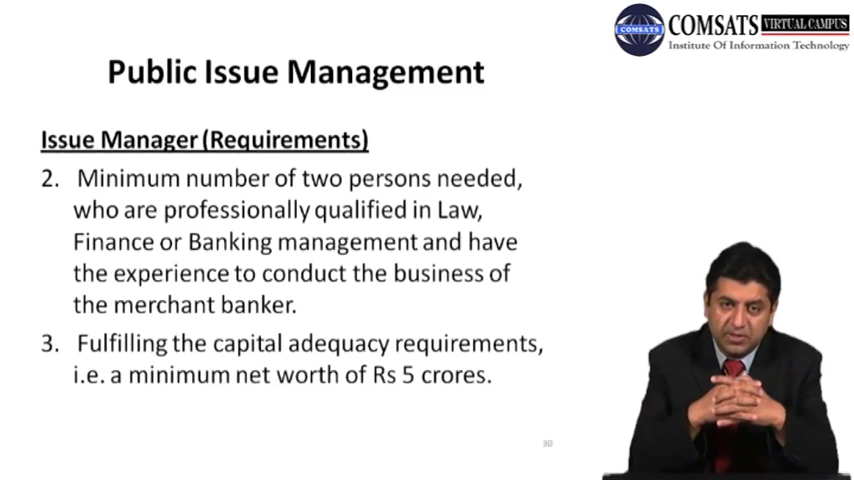 COMSATS VIRTUAL CAMPUS
COMSATS
Institute Of Information Technology
Public Issue Management
Issue Manager (Requirements)
2. Minimum number of two persons needed,
who are professionally qualified in Law,
Finance or Banking management and have
the experience to conduct the business of
the merchant banker.
3. Fulfilling the capital adequacy requirements,
i.e. a minimum net worth of Rs 5 crores.
30